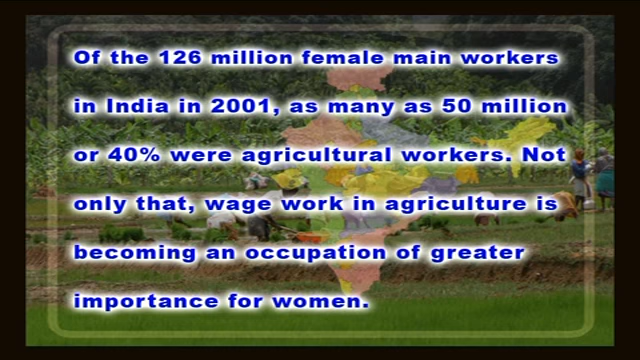 Of the 126 million female main workers
in India in 2001, as many as 50 million
or 40% were agricultural workers. Not
only that, wage work in agriculture is
becoming an occupation of greater
importance for women.